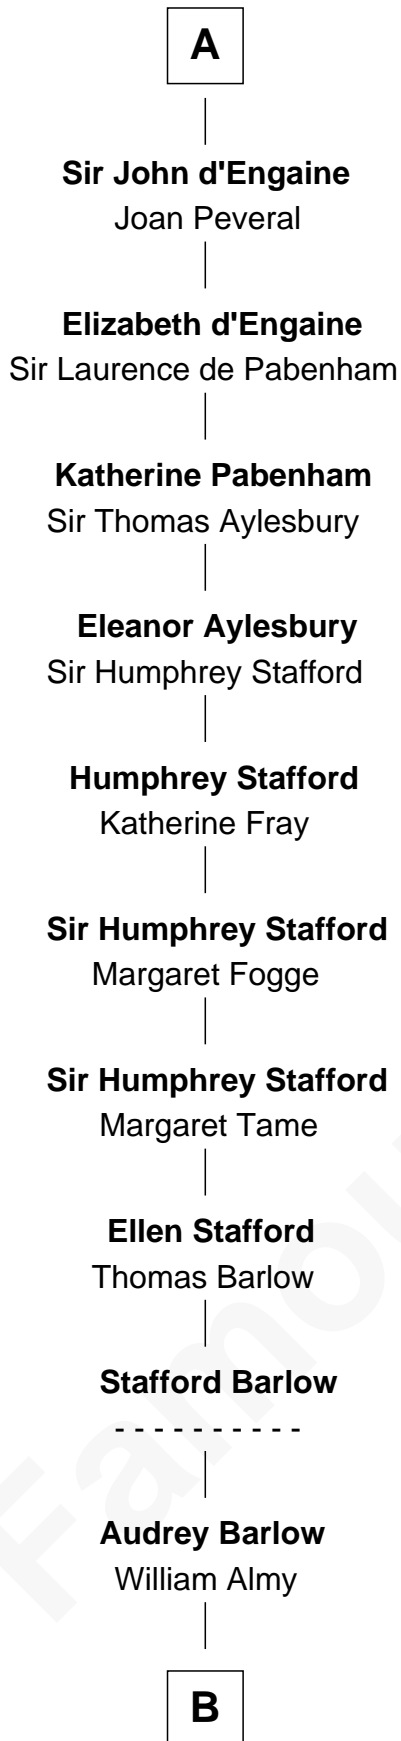 A
Sir John d'Engaine
Joan Peveral
Elizabeth d'Engaine
Sir Laurence de Pabenham
Katherine Pabenham
Sir Thomas Aylesbury
Eleanor Aylesbury
Sir Humphrey Stafford
Humphrey Stafford
Katherine Fray
Sir Humphrey Stafford
Margaret Fogge
Sir Humphrey Stafford
Margaret Tame
Ellen Stafford
Thomas Barlow
Stafford Barlow
- - - - - - - - - -
Audrey Barlow
William Almy
B